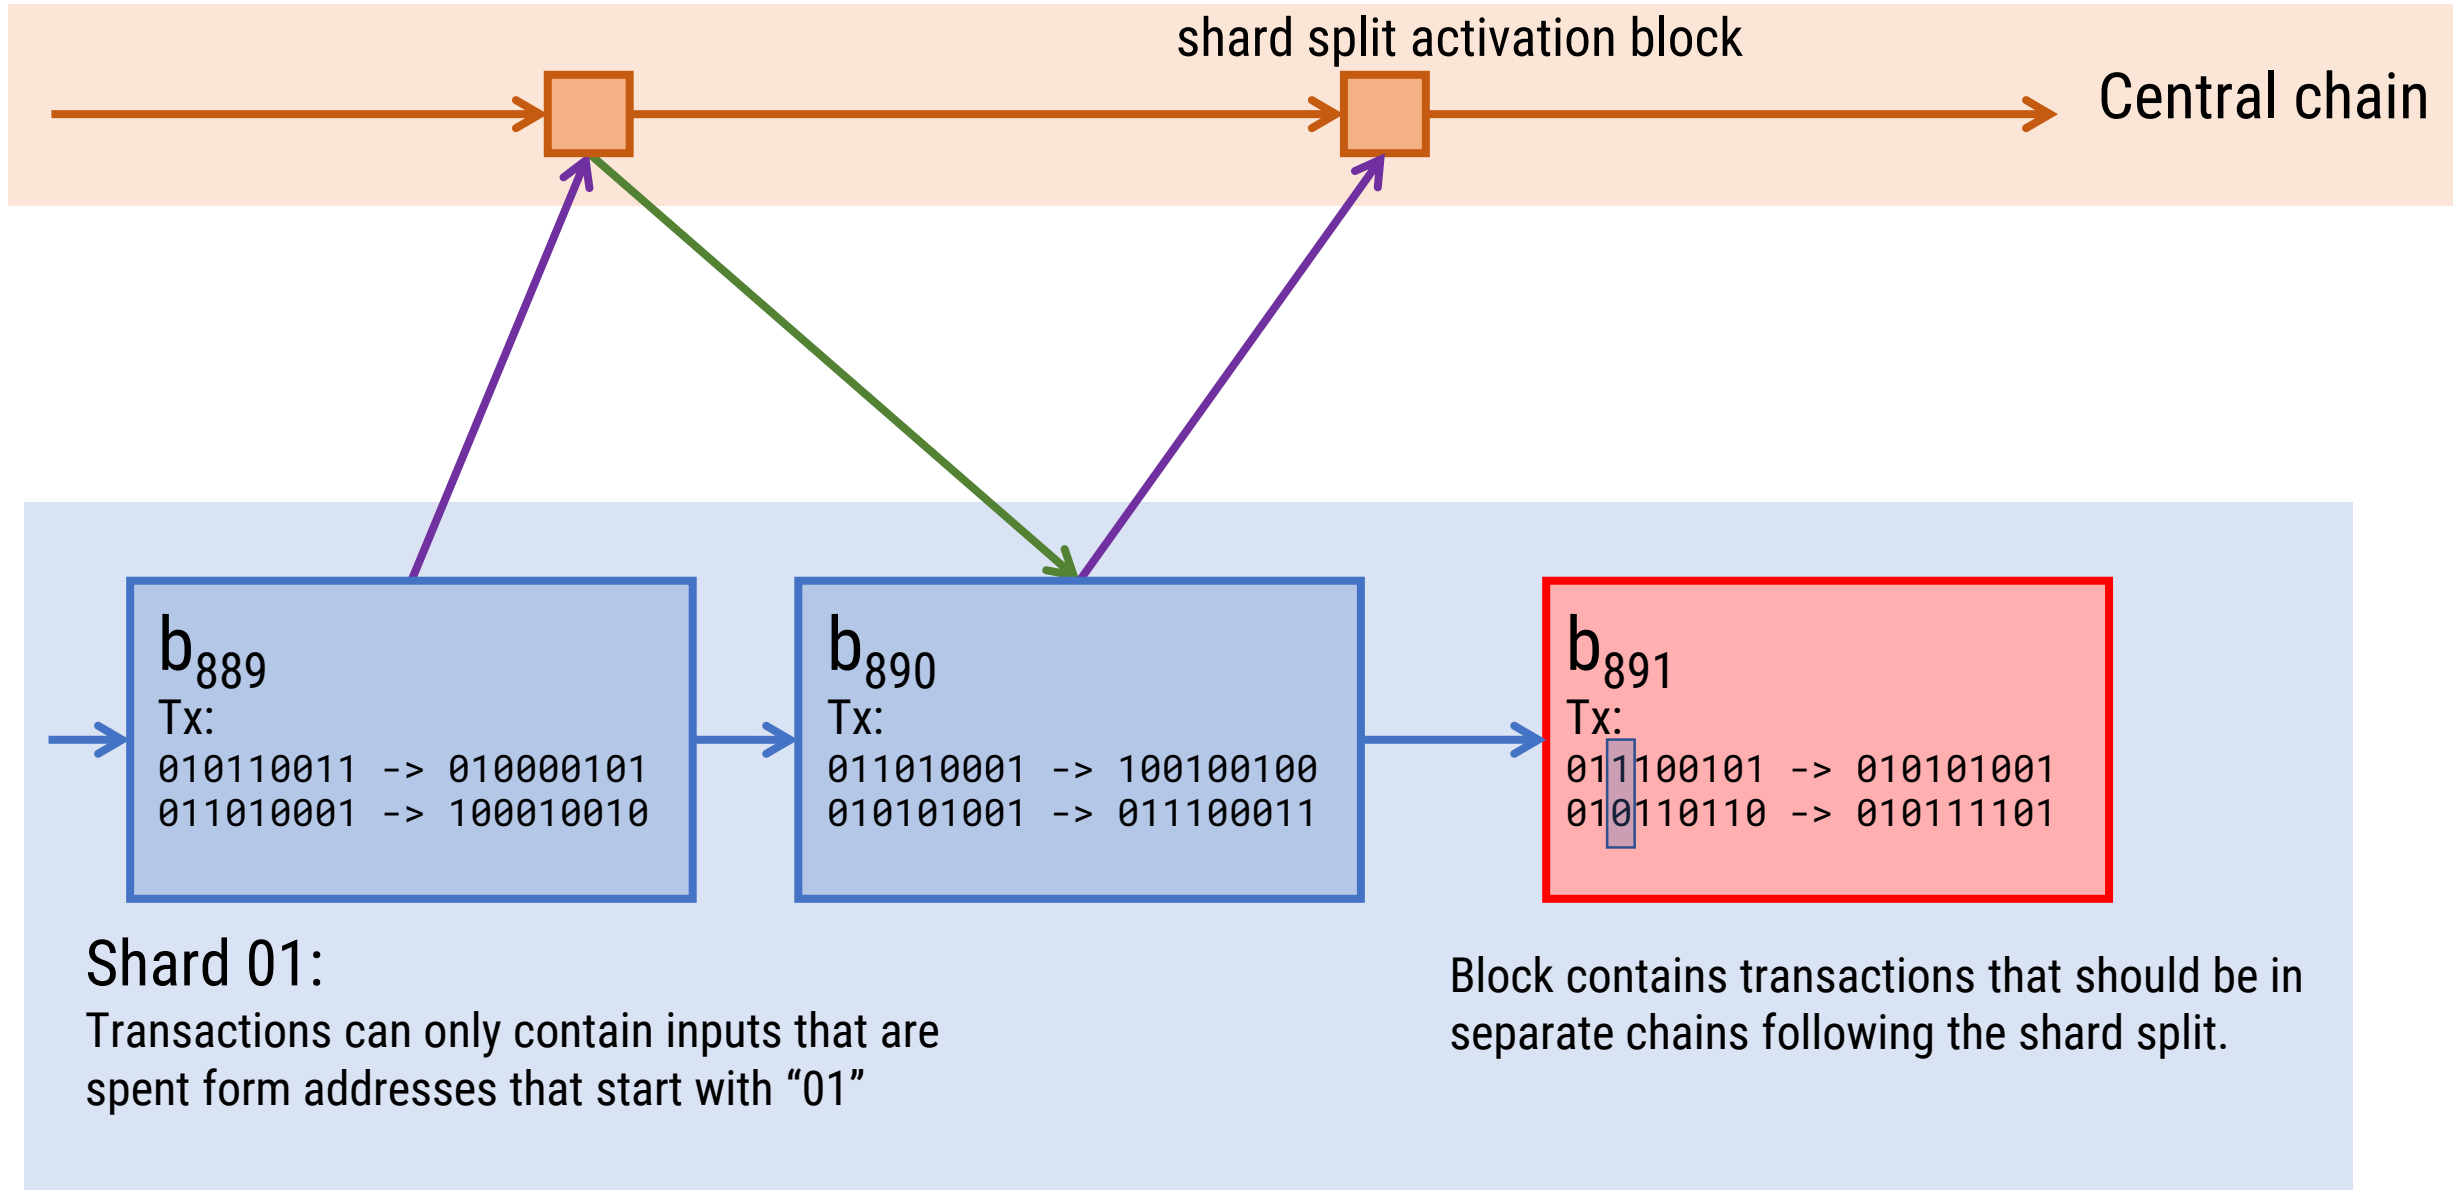 shard split activation block
Central chain
b889
Tx:
010110011 -> 010000101
011010001 -> 100010010
b890
Tx:
011010001 -> 100100100
010101001 -> 011100011
b891
Tx:
011100101 -> 010101001
010110110 -> 010111101
Shard 01:
Transactions can only contain inputs that are
spent form addresses that start with “01”
Block contains transactions that should be in
separate chains following the shard split.